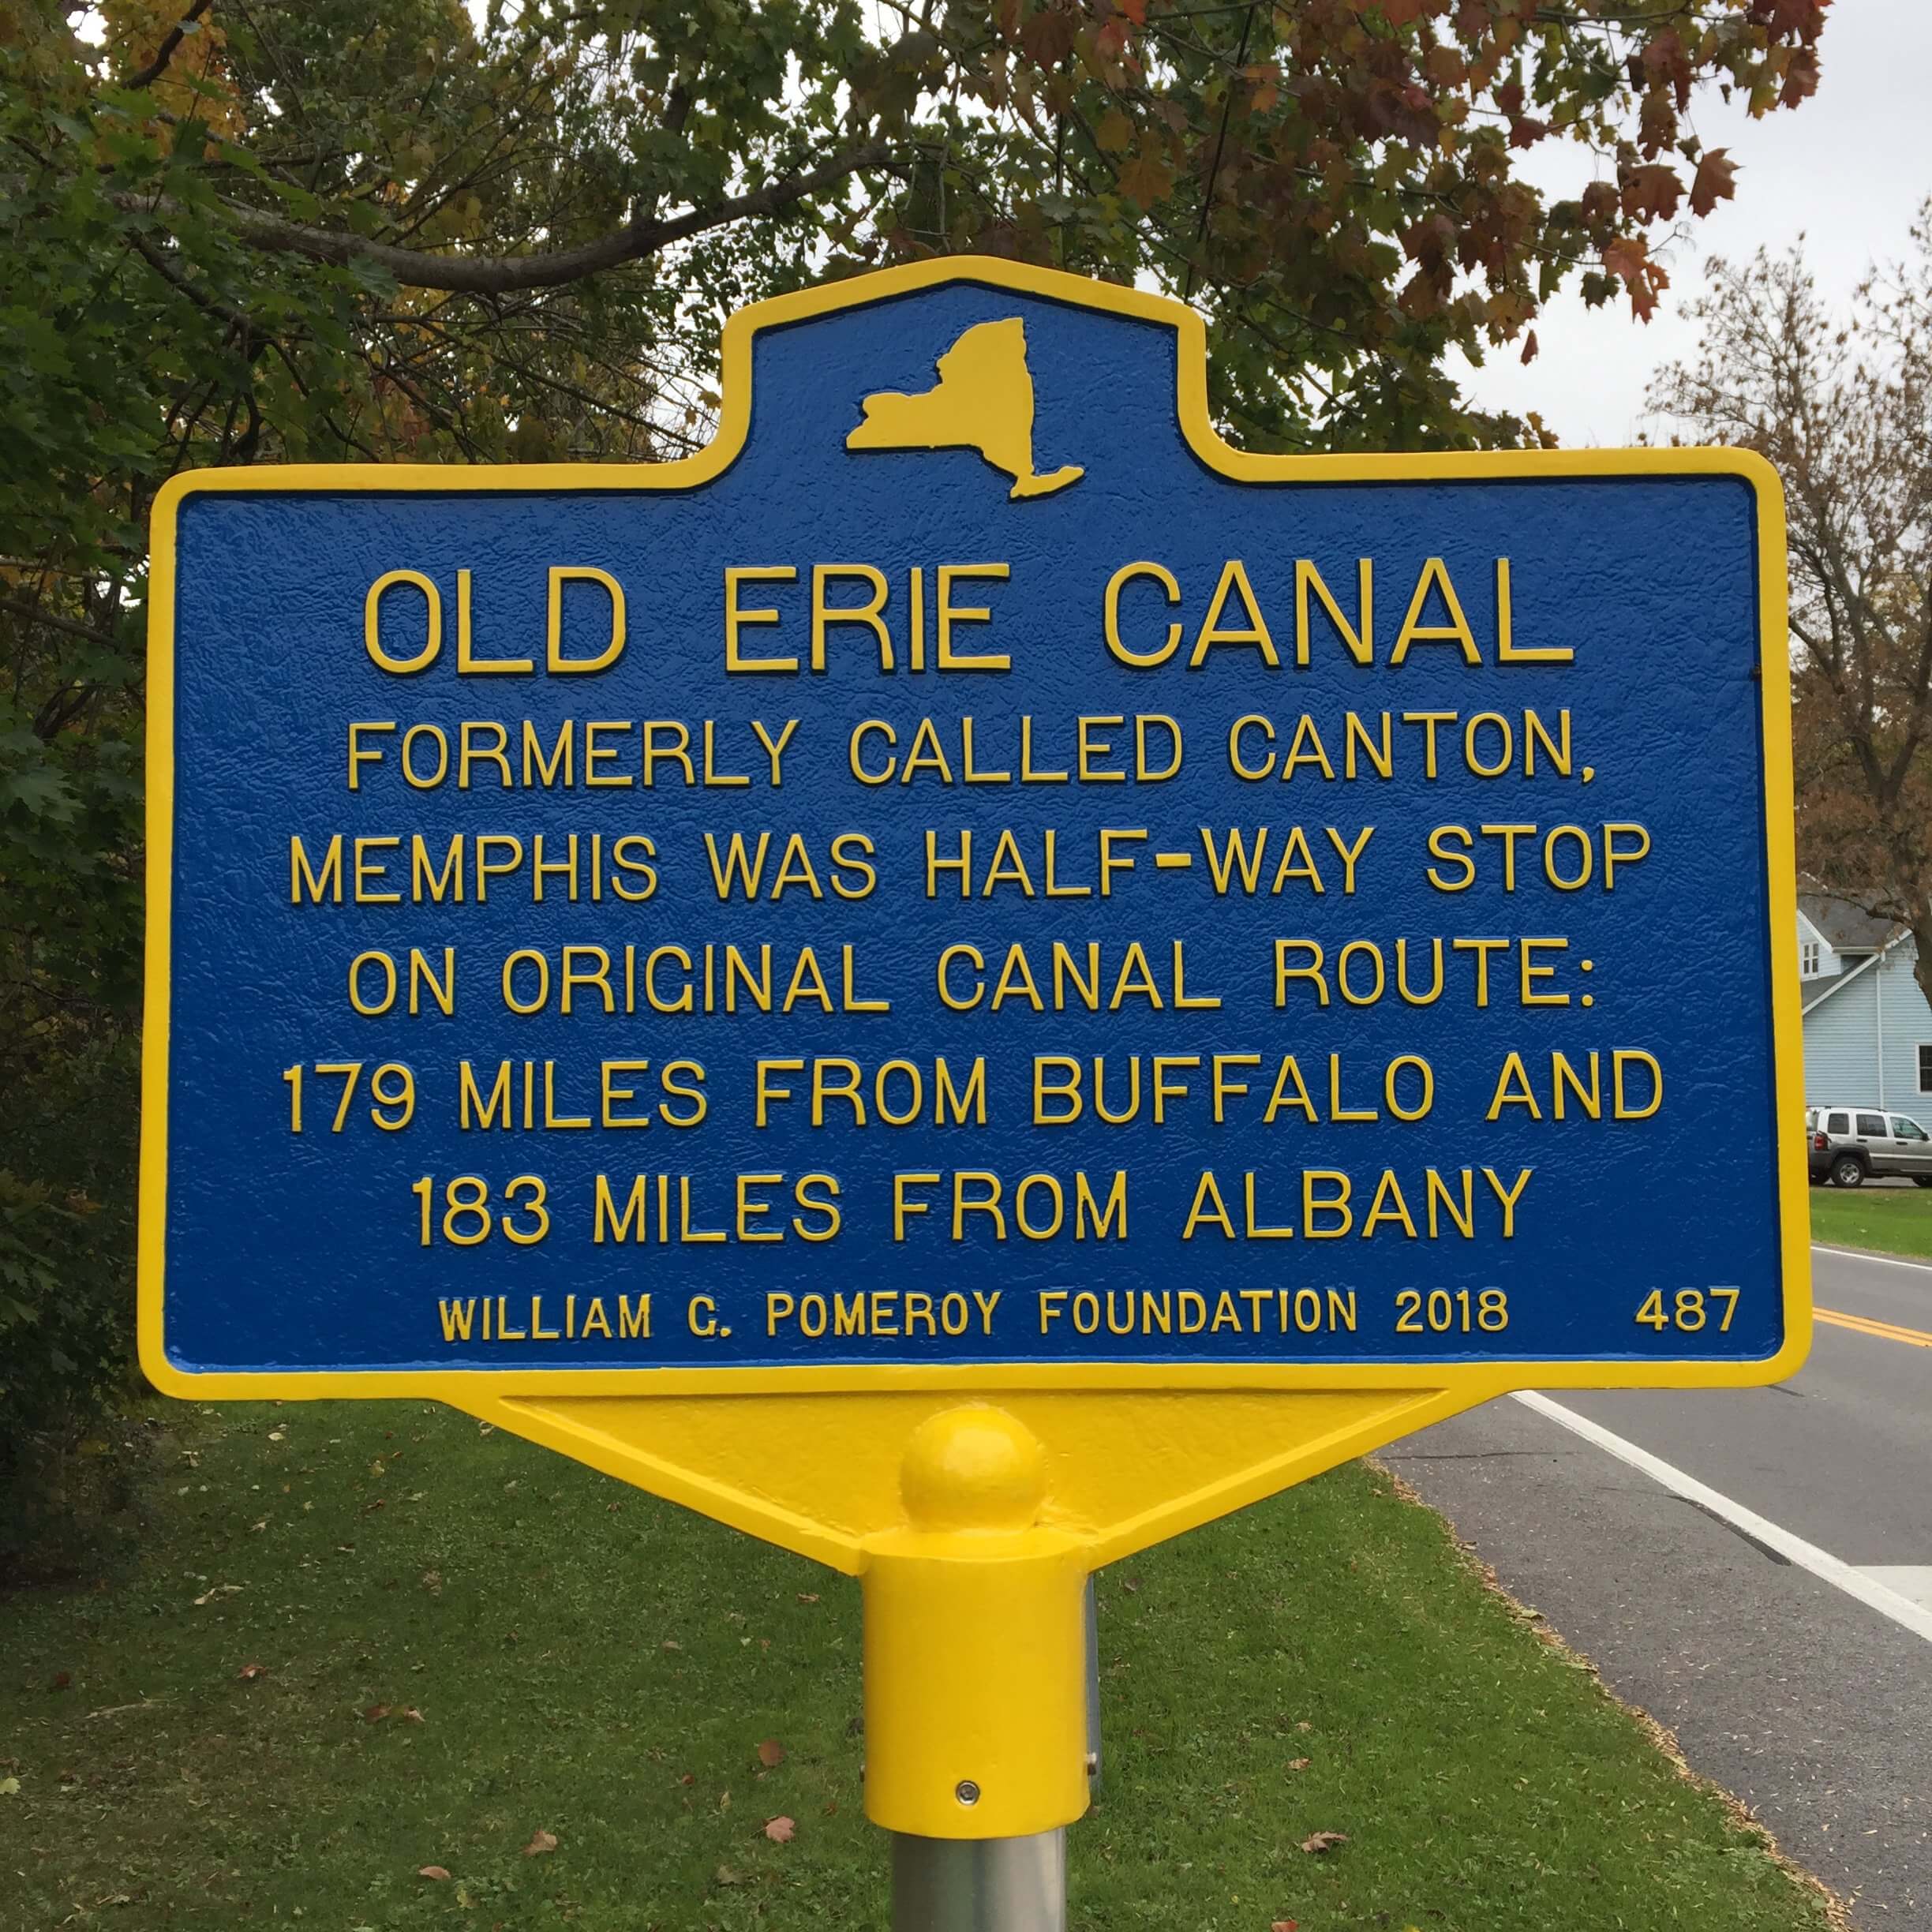 OLD ERIE CANAL
FORMERLY CALLED CANTON,
MEMPHIS WAS HALF-WAY STOP
ON ORIGINAL CANAL ROUTE:
179 MILES FROM BUFFALO AND
183 MILES FROM ALBANY
WILLIAM G. POMEROY FOUNDATION 2018 487